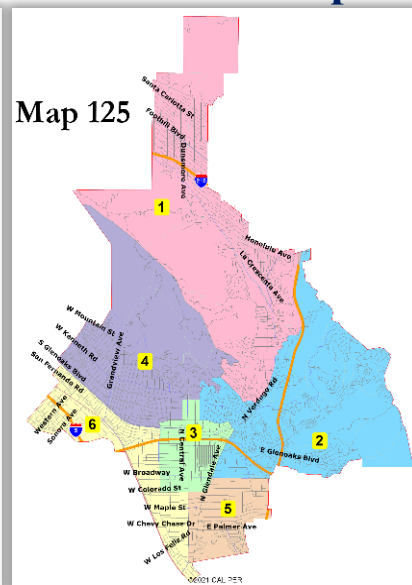 Map 125
Santa Carlotta St
Foothill Blvd
Dunsmore Ave
1
Honolulu Ave
La Crescenta Ave
W Mountain St
W Kenneth Rd
S Glenoaks Blvd
San Fernando Rd
Grandview Ave
4
N Verdugo Rd
Western Ave
Sonora Ave
6
5
3
N Central Ave
2
N Glendale Ave
E Glenoaks Blvd
W Broadway
W Colorado St
W Maple St
5
W Chevy Chase Dr
E Palmer Ave
W Los Feliz Rd
©2021 CALIPER